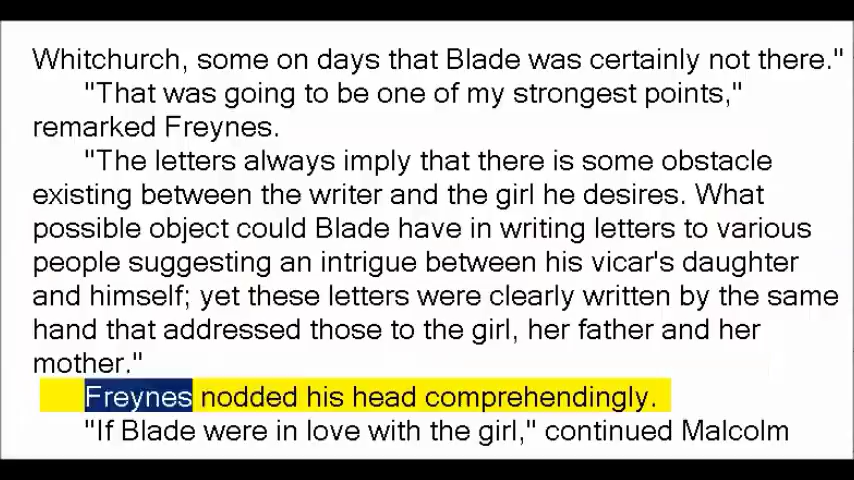 Whitchurch, some on days that Blade was certainly not there."
"That was going to be one of my strongest points,"
remarked Freynes.
"The letters always imply that there is some obstacle
existing between the writer and the girl he desires. What
possible object could Blade have in writing letters to various
people suggesting an intrigue between his vicar's daughter
and himself; yet these letters were clearly written by the same
hand that addressed those to the girl, her father and her
mother."
Freynes nodded his head comprehendingly.
"If Blade were in love with the girl," continued Malcolm